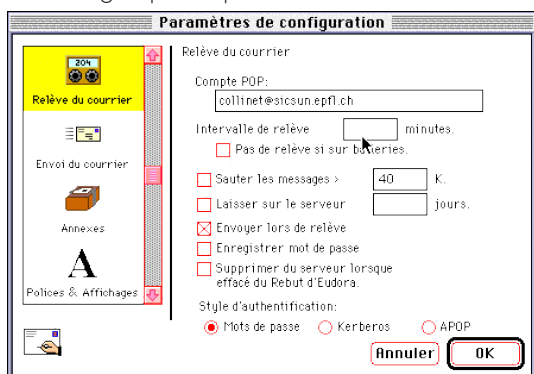 Paramètres de configuration
204
Relève du courrier
Envoi du courrier
Annexes
A
Polices & Affichages
Relève du courrier
Compte POP:
collinet@sicsun.epfl.ch
Intervalle de relève minutes.
Pas de relève si sur batteries.
Sauter les messages > 40 K.
Laisser sur le serveur jours.
Envoyer lors de relève
Enregistrer mot de passe
Supprimer du serveur lorsque
effacé du Rebut d'Eudora.
Style d'authentification:
Mots de passe Kerberos APOP
Annuler OK